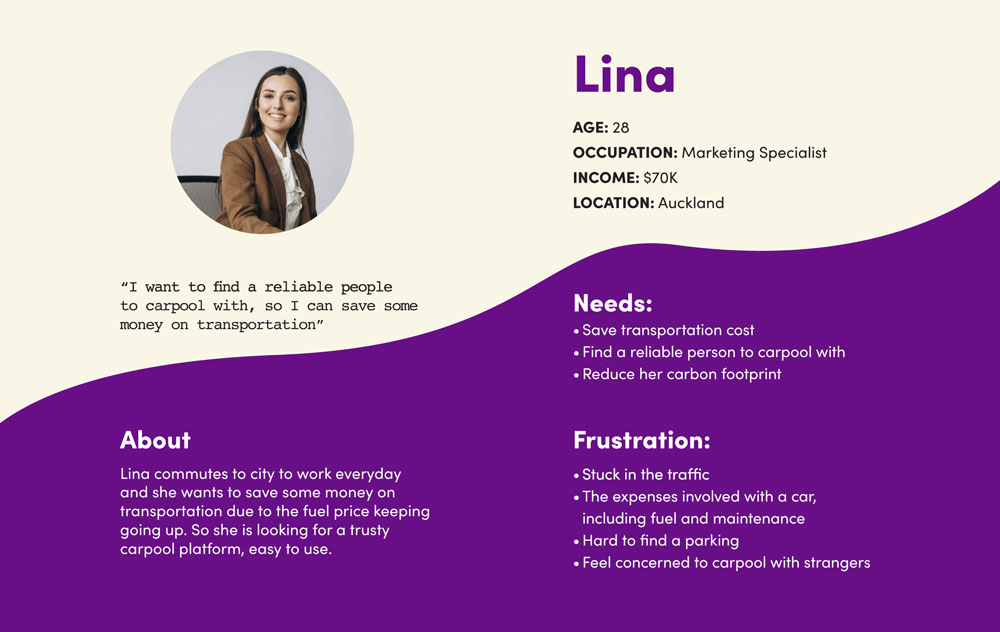 Lina
AGE: 28
OCCUPATION: Marketing Specialist
INCOME: $70K
LOCATION: Auckland
“I want to find a reliable people
to carpool with, so I can save some
money on transportation”
Needs:
• Save transportation cost
• Find a reliable person to carpool with
• Reduce her carbon footprint
About
Lina commutes to city to work everyday
and she wants to save some money on
transportation due to the fuel price keeping
going up. So she is looking for a trusty
carpool platform, easy to use.
Frustration:
• Stuck in the traffic
• The expenses involved with a car,
including fuel and maintenance
• Hard to find a parking
• Feel concerned to carpool with strangers